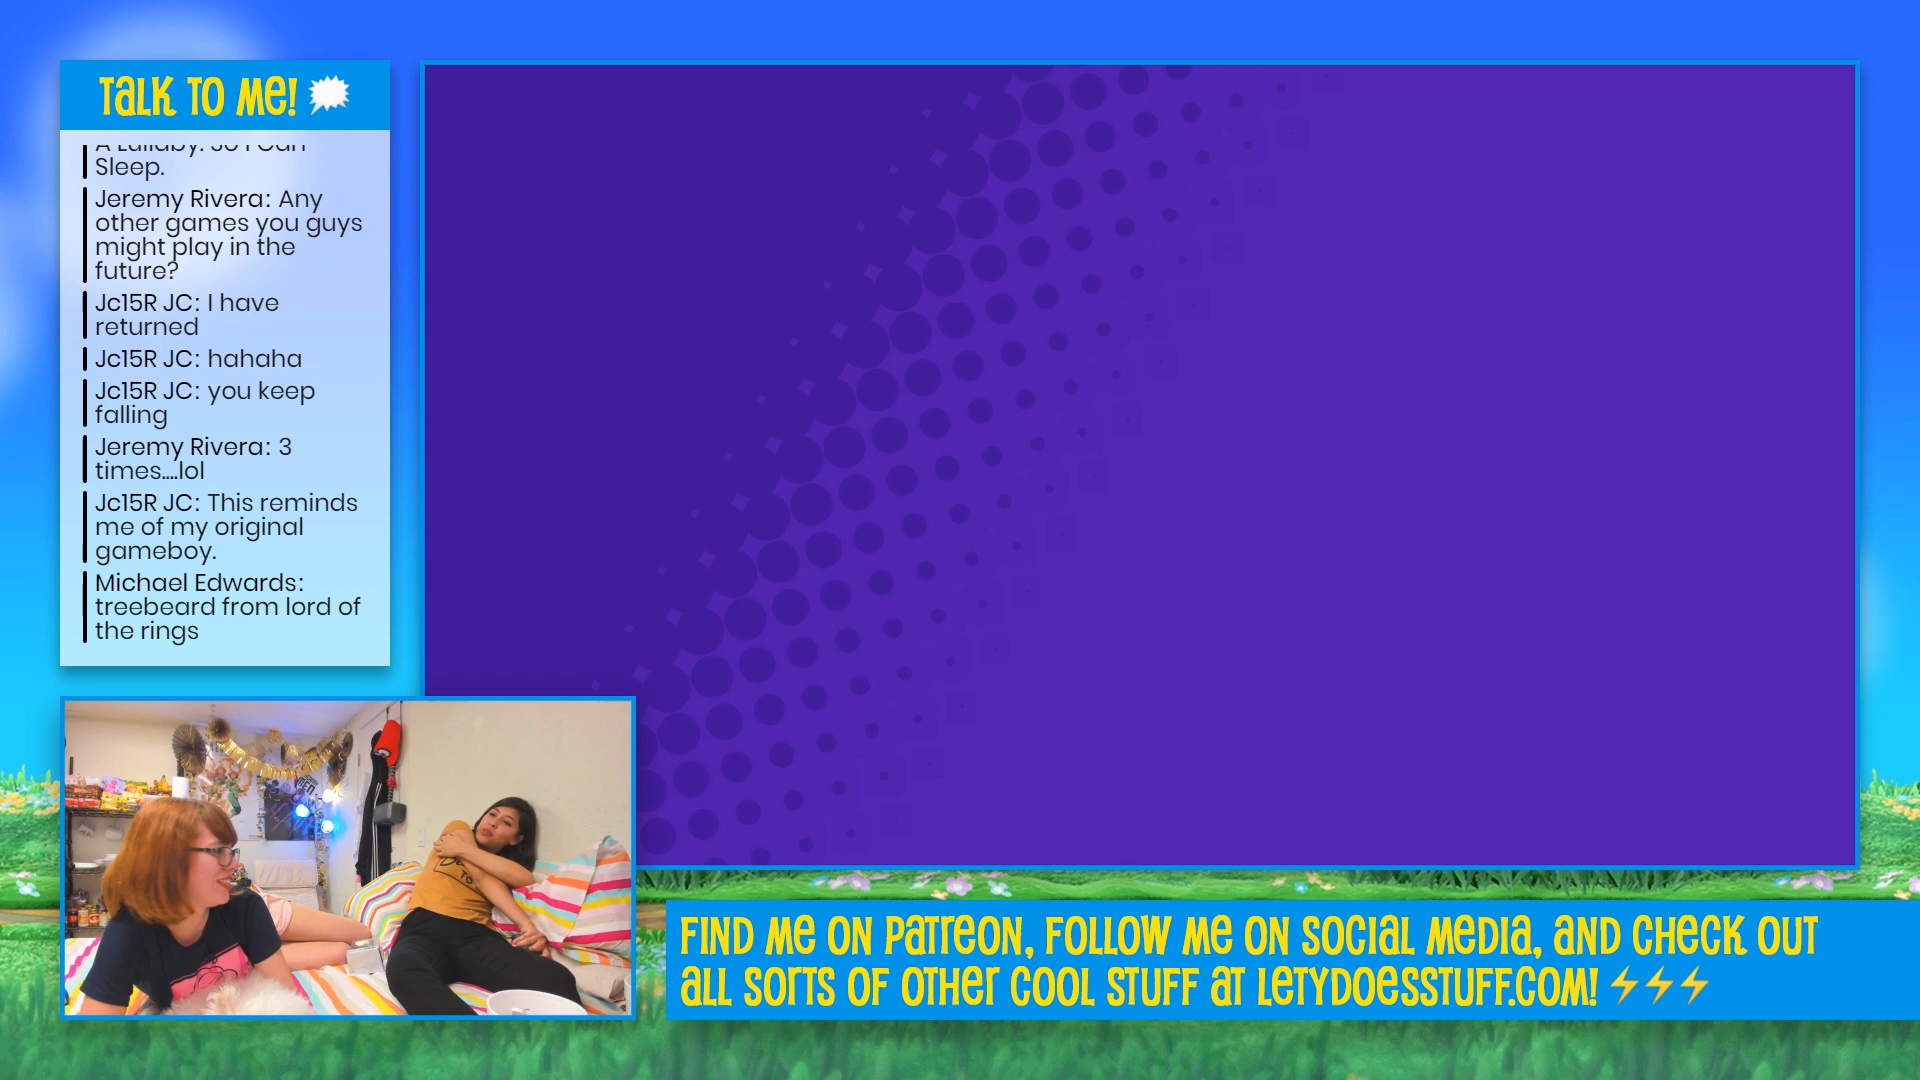 TALK TO ME!
Sleep.
Jeremy Rivera: Any
other games you guys
might play in the
future?
Jc15R JC: I have
returned
Jc15R JC: hahaha
Jc15R JC: you keep
falling
Jeremy Rivera: 3
times....lol
Jc15R JC: This reminds
me of my original
gameboy.
Michael Edwards:
treebeard from lord of
the rings
TO
FIND ME ON PATREON, FOLLOW ME ON SOCIAL MEDIA, AND CHECK OUT
ALL SORTS OF OTHER COOL STUFF AT LETYDOESSTUFF.COM!